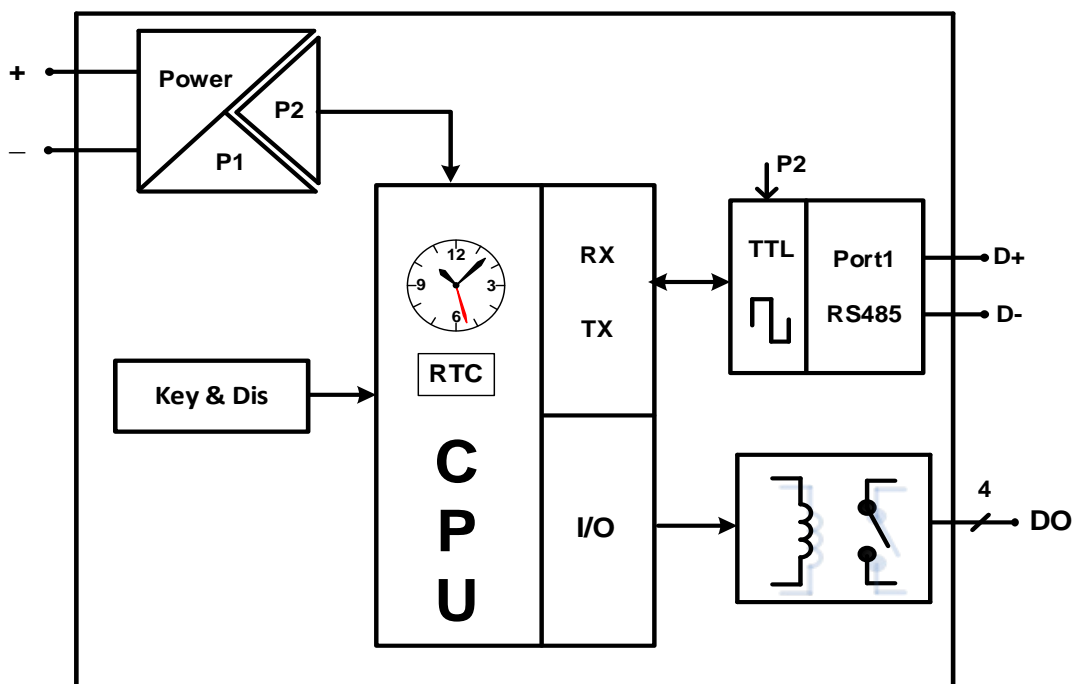 +
Power
P2
–
P1
P2
12
9
3
6
RX
TX
TTL
Port1
RS485
D+
D-
RTC
Key & Dis
C
P
U
I/O
4
DO